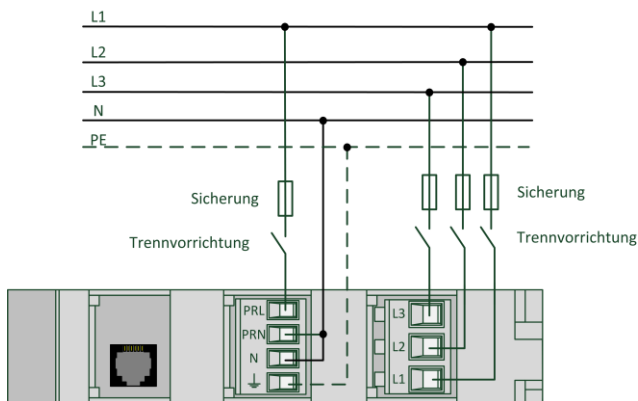 L1
L2
L3
N
PE
Sicherung
Sicherung
Trennvorrichtung
Trennvorrichtung
PRL
PRN
N
L3
L2
L1